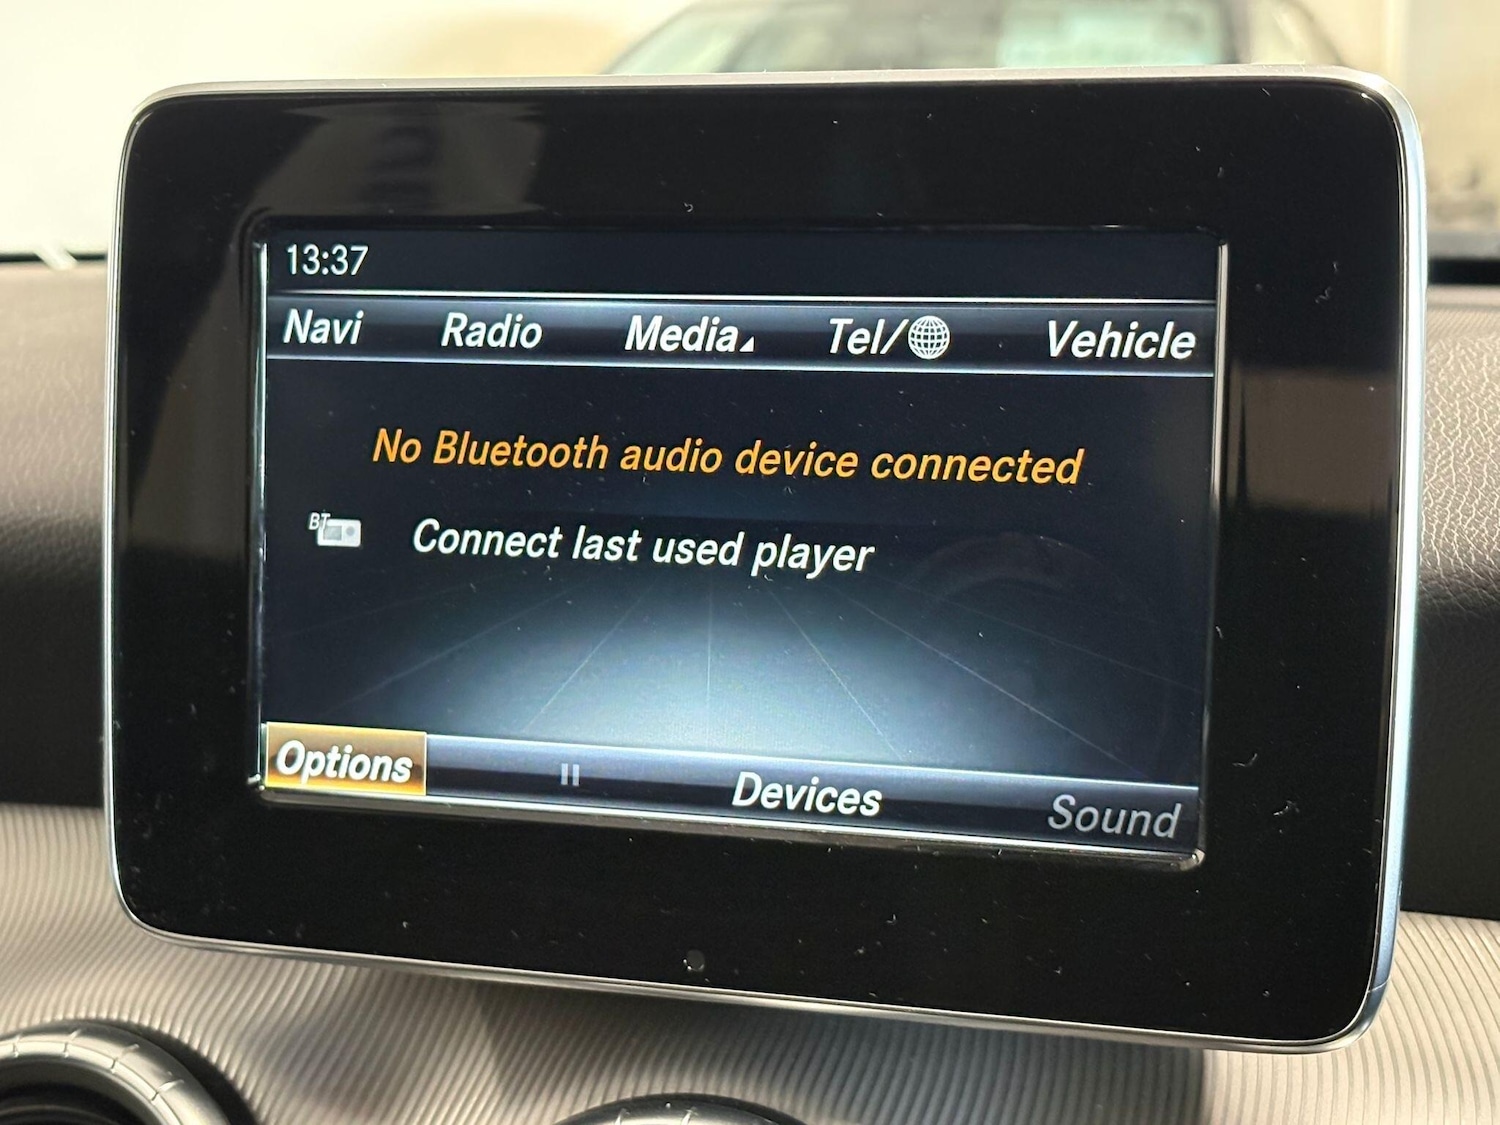 13:37
Navi Radio Media Tel/ Vehicle
No Bluetooth audio device connected
BT Connect last used player
Options Devices Sound